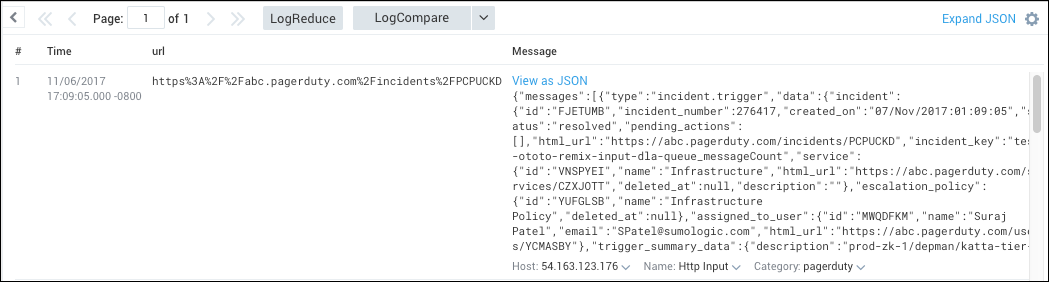 Page: 1 of 1 LogReduce LogCompare Expand JSON
# Time url Message
1 11/06/2017 17:09:05.000 -0800 https%3A%2F%2Fabc.pagerduty.com%2Fincidents%2FPCPUCKD
View as JSON
{"messages":[{"type":"incident.trigger","data":{"incident":
{"id":"FJETUMB","incident_number":276417,"created_on":"07/Nov/2017:01:09:05","s
atus":"resolved","pending_actions":
[],"html_url":"https://abc.pagerduty.com/incidents/PCPUCKD","incident_key":"tes
-ototo-remix-input-dla-queue_messageCount","service":
{"id":"VNSPYEI","name":"Infrastructure","html_url":"https://abc.pagerduty.com/s
rvices/CZXJOTT","deleted_at":null,"description":""},"escalation_policy":
{"id":"YUFGLSB","name":"Infrastructure
Policy","deleted_at":null},"assigned_to_user":{"id":"MWQDFKM","name":"Suraj
Patel","email":"SPatel@sumologic.com","html_url":"https://abc.pagerduty.com/use
s/YCMASBY"},"trigger_summary_data":{"description":"prod-zk-1/depman/katta-tier-
Host: 54.163.123.176 Name: Http Input Category: pagerduty